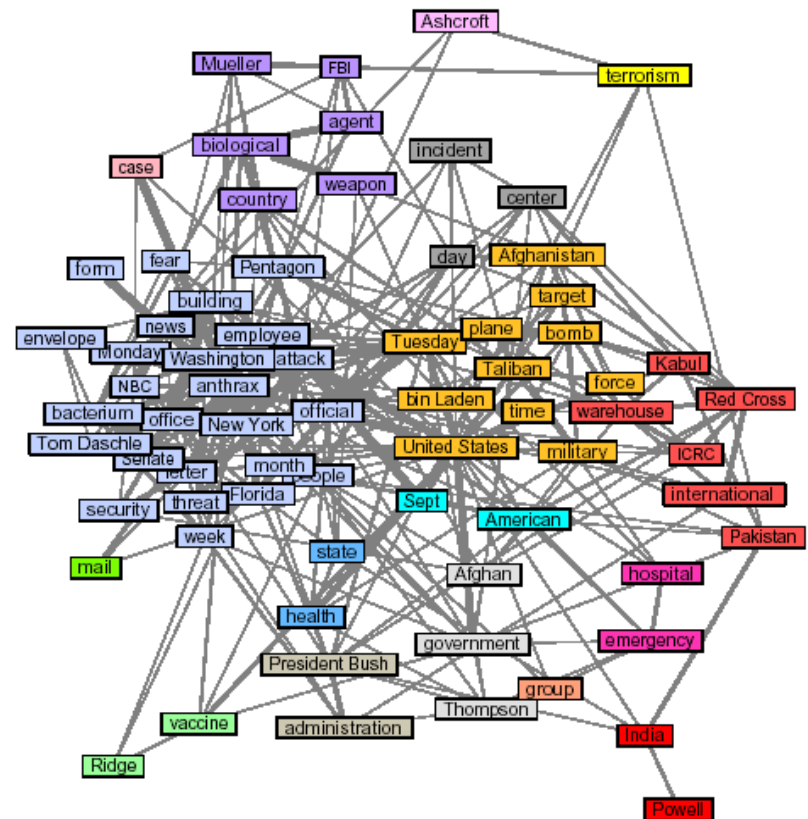 Ashcroft
Mueller
FBI
terrorism
agent
biological
incident
case
weapon
center
country
fear
day
Afghanistan
form
Pentagon
target
building
news
employee
plane
bomb
envelope
Tuesday
Monday
Washington
attack
Kabul
Taliban
NBC
anthrax
force
bin Laden
Red Cross
bacterium
office
official
time
warehouse
New York
Tom Daschle
United States
Senate
military
ICRC
letter
month
people
security
threat
Florida
Sept
international
American
week
state
Pakistan
mail
Afghan
hospital
health
government
emergency
President Bush
group
vaccine
administration
Thompson
India
Ridge
Powell